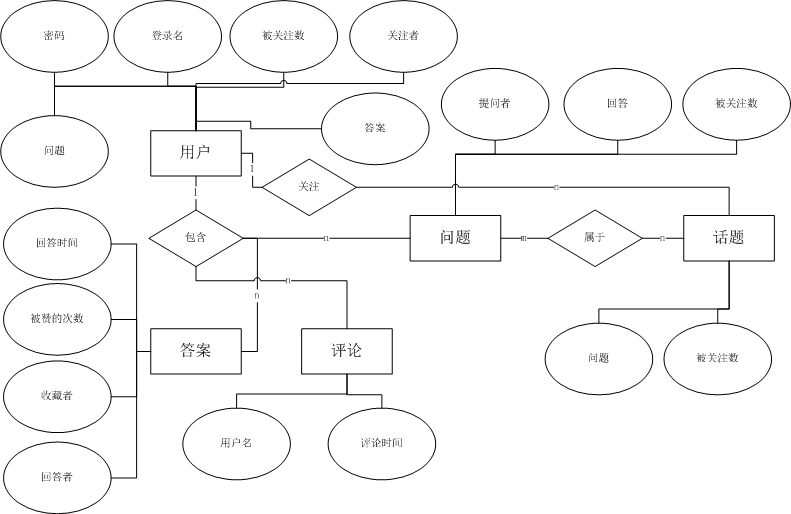 密码
登录名
被关注数
关注者
提问者
回答
被关注数
答案
问题
用户
1
关注
n
1
包含
n
问题
m
属于
n
话题
回答时间
n
n
被赞的次数
答案
评论
问题
被关注数
收藏者
用户名
评论时间
回答者